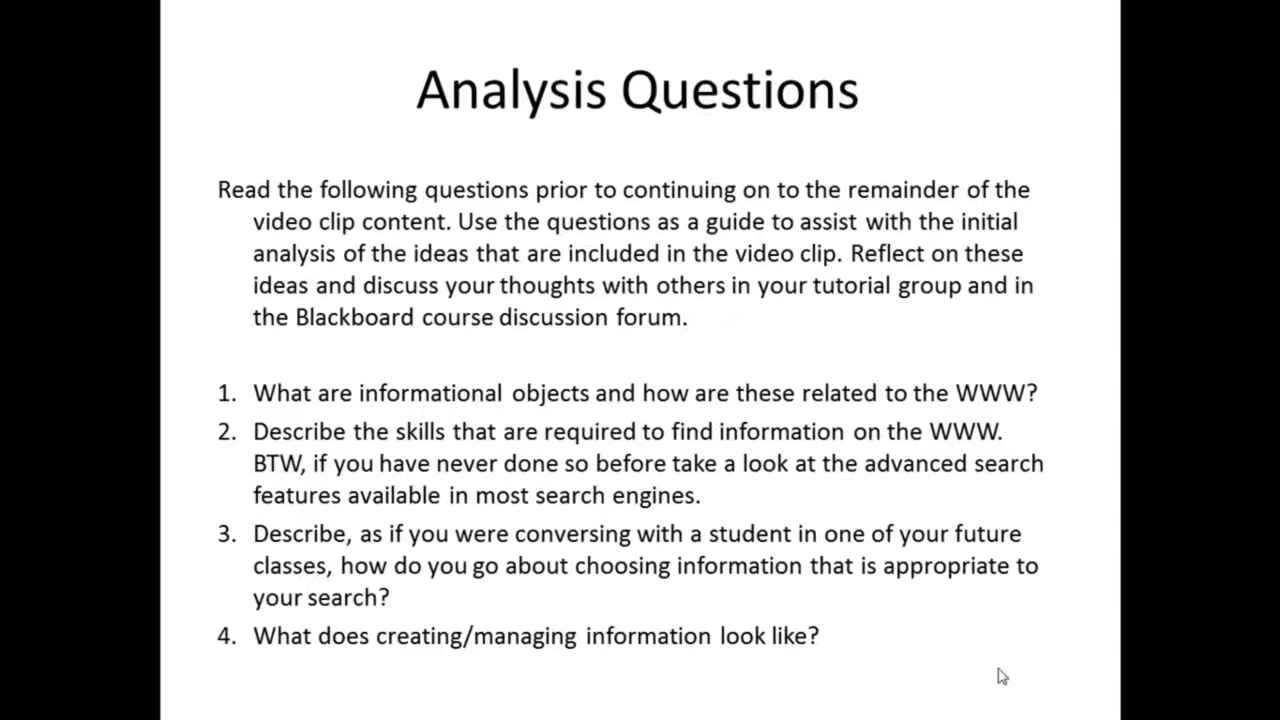 Analysis Questions
Read the following questions prior to continuing on to the remainder of the
video clip content. Use the questions as a guide to assist with the initial
analysis of the ideas that are included in the video clip. Reflect on these
ideas and discuss your thoughts with others in your tutorial group and in
the Blackboard course discussion forum.
1. What are informational objects and how are these related to the WWW?
2. Describe the skills that are required to find information on the WWW.
BTW, if you have never done so before take a look at the advanced search
features available in most search engines.
3. Describe, as if you were conversing with a student in one of your future
classes, how do you go about choosing information that is appropriate to
your search?
4. What does creating/managing information look like?